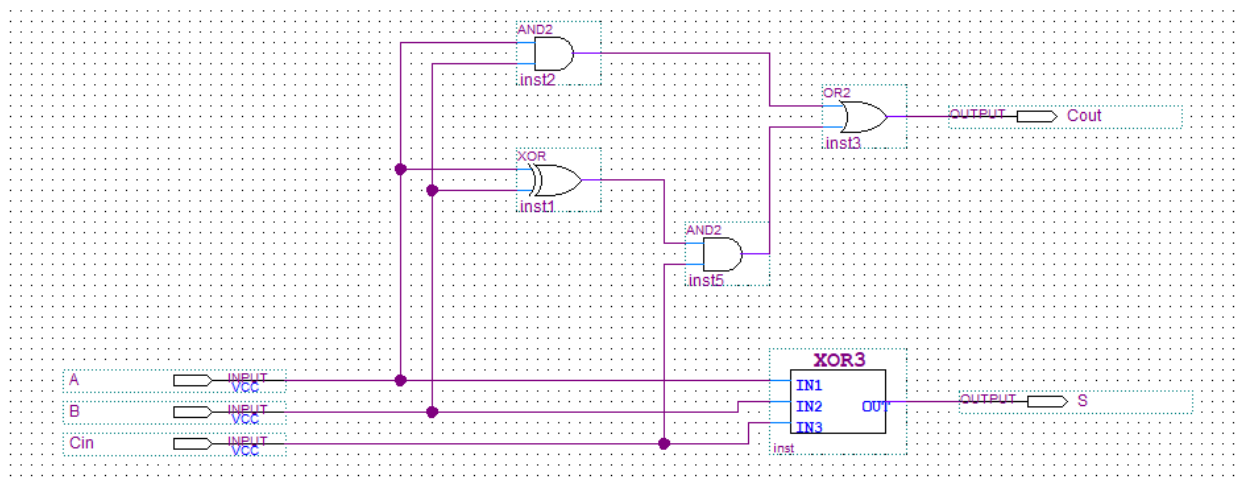 AND2
inst2
OR2
inst3
OUTPUT
Cout
XOR
inst1
AND2
inst5
A
INPUT
VCC
B
INPUT
VCC
Cin
INPUT
VCC
XOR3
IN1
IN2
OUT
IN3
inst
OUTPUT
S